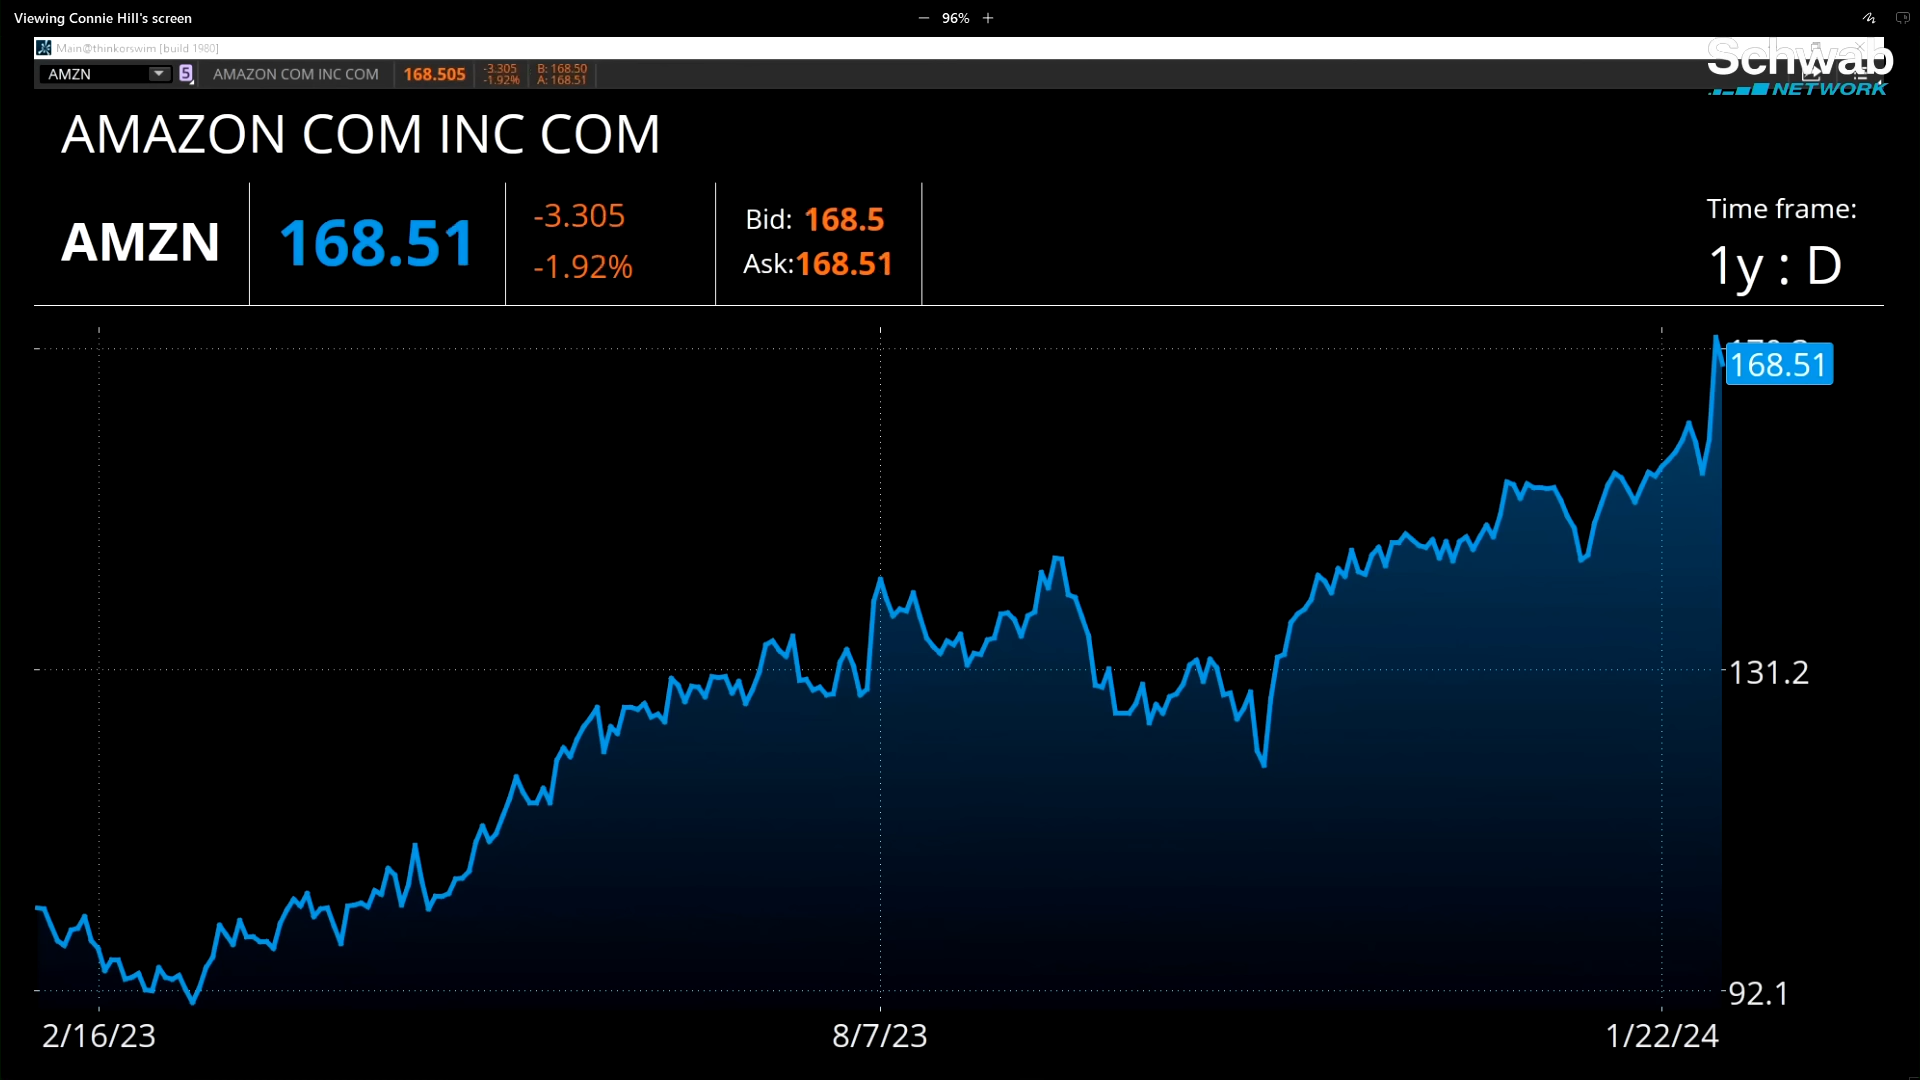 Viewing Connie Hill's screen
96%
Main@thinkorswim [build 1980]
Schwab
NETWORK
AMZN
5
AMAZON COM INC COM
168.505
-3.305
-1.92%
B: 168.50
A: 168.51
AMAZON COM INC COM
AMZN
168.51
-3.305
-1.92%
Bid: 168.5
Ask:168.51
Time frame:
1y : D
168.51
131.2
92.1
2/16/23
8/7/23
1/22/24